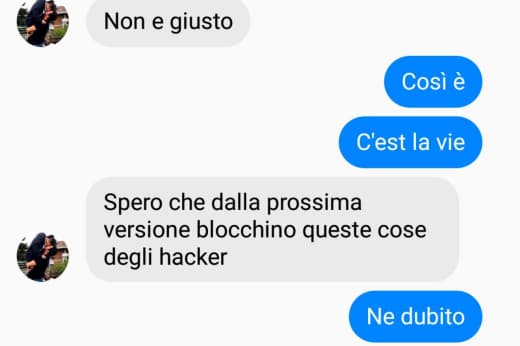 Non e giusto
Così è
C'est la vie
Spero che dalla prossima
versione blocchino queste cose
degli hacker
Ne dubito